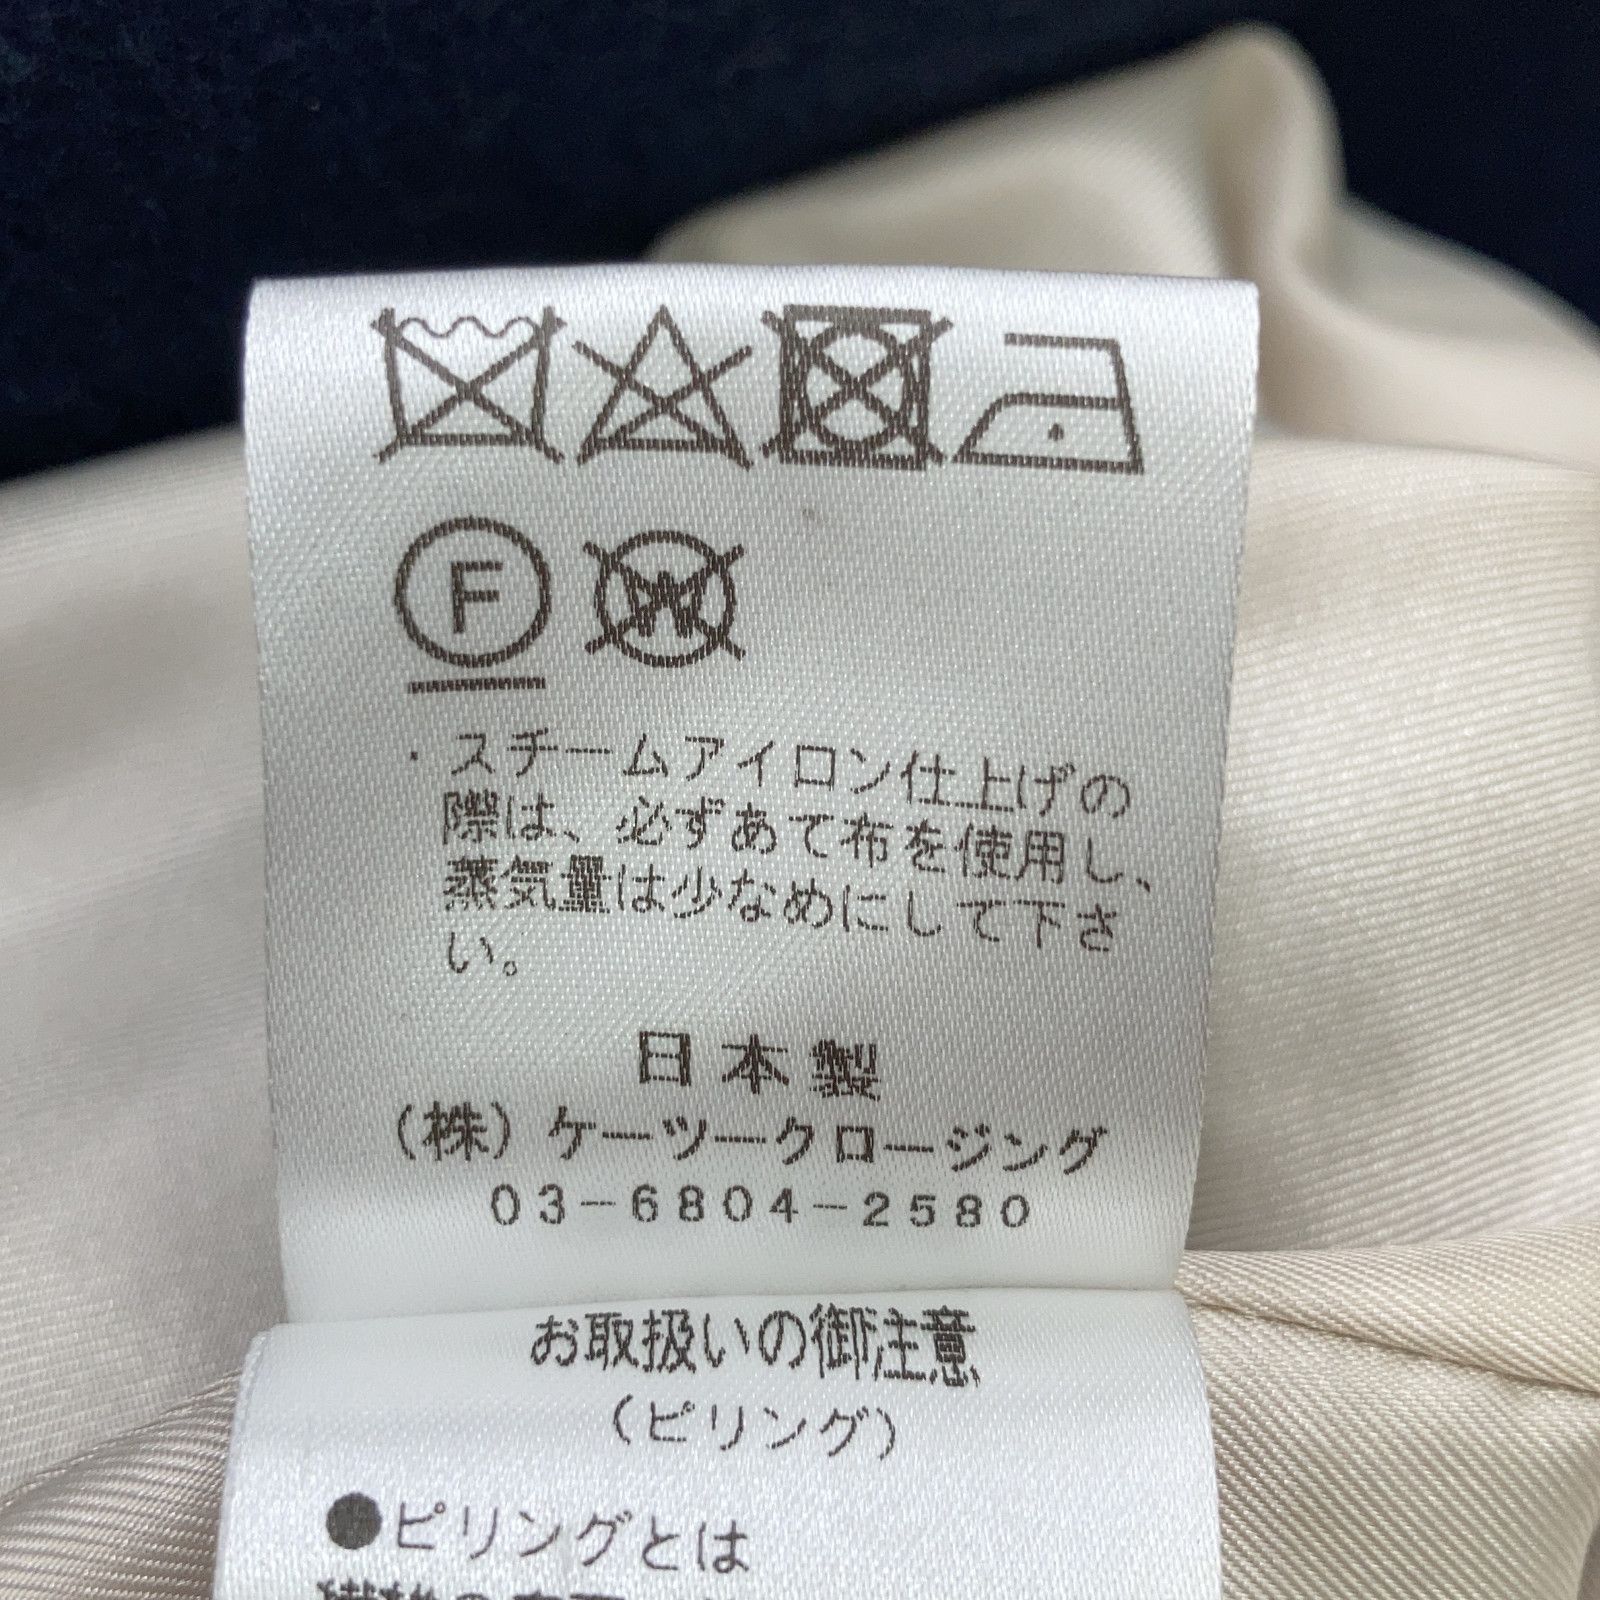 F
W
・スチームアイロン仕上げの
際は、必ずあて布を使用し、
蒸気量は少なめにして下さ
い。
日本製
(株)ケーツークロージング
03-6804-2580
お取扱いの御注意
(ピリング)
●ピリングとは